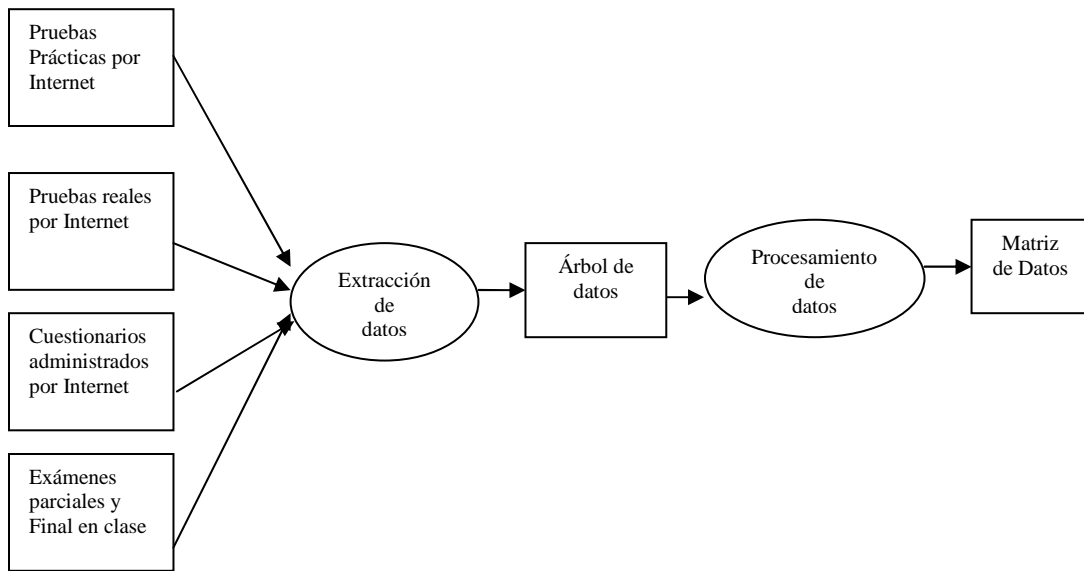 Pruebas
Prácticas por
Internet
Pruebas reales
por Internet
Cuestionarios
administrados
por Internet
Exámenes
parciales y
Final en clase
Extracción
de
datos
Árbol de
datos
Procesamiento
de
datos
Matriz
de Datos